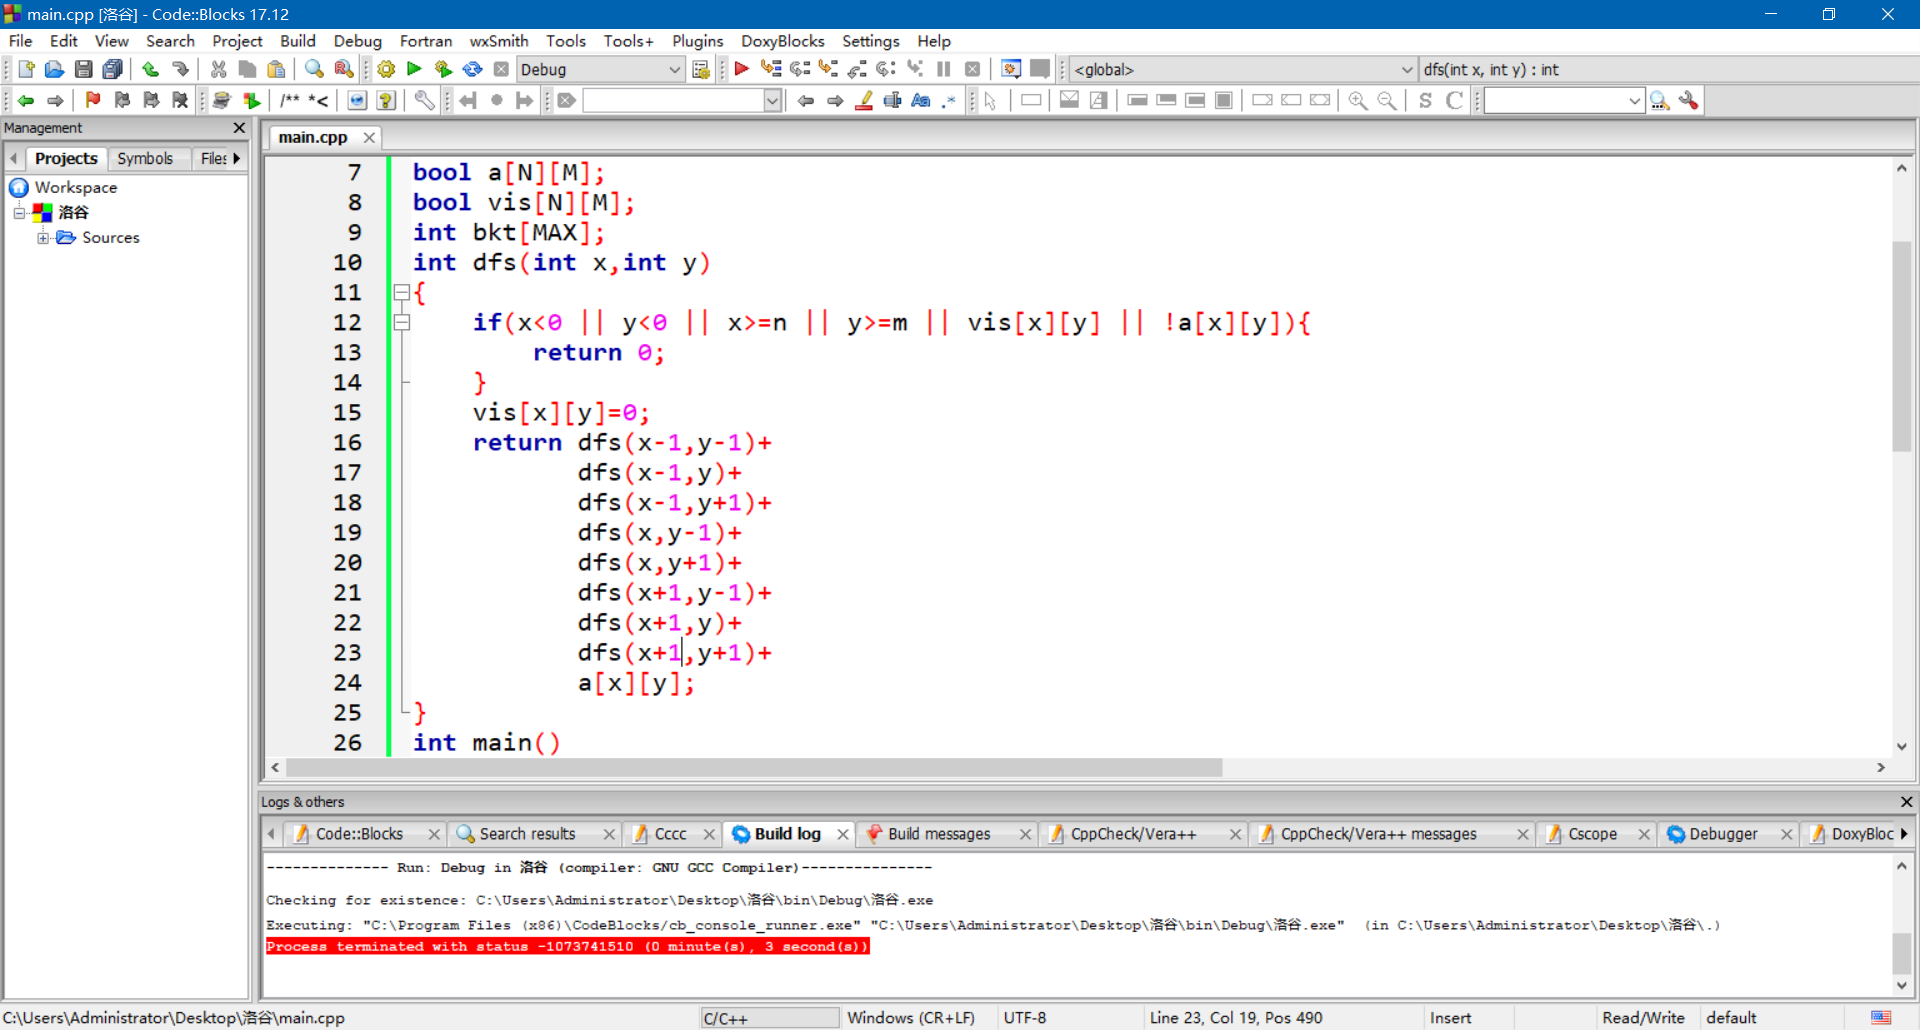 main.cpp [洛谷] - Code::Blocks 17.12
File Edit View Search Project Build Debug Fortran wxSmith Tools Tools+ Plugins DoxyBlocks Settings Help
Debug
<global>
dfs(int x, int y) : int
/** *<
Aa .*
S C
Management
main.cpp
Projects Symbols Files
Workspace
洛谷
Sources
7 bool a[N][M];
8 bool vis[N][M];
9 int bkt[MAX];
10 int dfs(int x,int y)
11 {
12 if(x<0 || y<0 || x>=n || y>=m || vis[x][y] || !a[x][y]){
13 return 0;
14 }
15 vis[x][y]=0;
16 return dfs(x-1,y-1)+
17 dfs(x-1,y)+
18 dfs(x-1,y+1)+
19 dfs(x,y-1)+
20 dfs(x,y+1)+
21 dfs(x+1,y-1)+
22 dfs(x+1,y)+
23 dfs(x+1,y+1)+
24 a[x][y];
25 }
26 int main()
Logs & others
Code::Blocks Search results Cccc Build log Build messages CppCheck/Vera++ CppCheck/Vera++ messages Cscope Debugger DoxyBloc
-------------- Run: Debug in 洛谷 (compiler: GNU GCC Compiler)---------------
Checking for existence: C:\Users\Administrator\Desktop\洛谷\bin\Debug\洛谷.exe
Executing: "C:\Program Files (x86)\CodeBlocks/cb_console_runner.exe" "C:\Users\Administrator\Desktop\洛谷\bin\Debug\洛谷.exe"  (in C:\Users\Administrator\Desktop\洛谷\.)
Process terminated with status -1073741510 (0 minute(s), 3 second(s))
C:\Users\Administrator\Desktop\洛谷\main.cpp C/C++ Windows (CR+LF) UTF-8 Line 23, Col 19, Pos 490 Insert Read/Write default